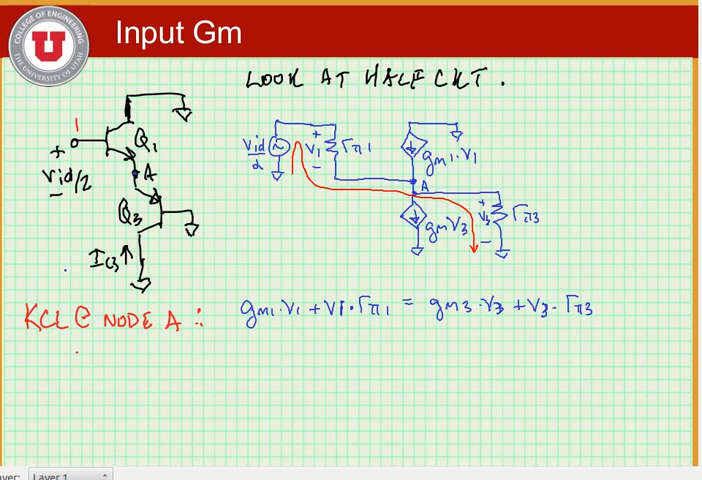 COLLEGE OF ENGINEERING
U
THE UNIVERSITY OF UTAH
Input Gm
LOOK AT HALF CKT.
1
+
Vid/2
-
Q1
A
Q3
IC3 ↑
Vid/2
+
V1
-
rπ1
gm1·V1
A
gmV3
+
V3
-
rπ3
KCL @ NODE A :
gm1·V1 + V1·rπ1 = gm3·V3 + V3·rπ3
Layer 1